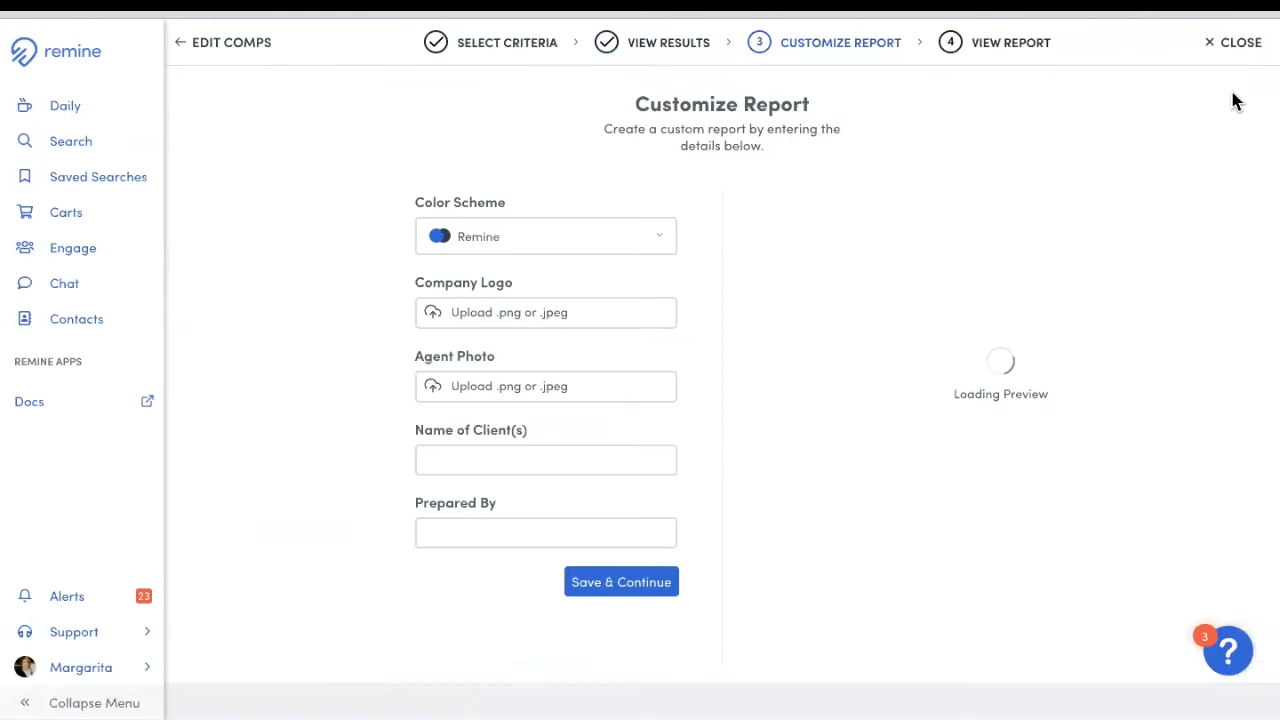 remine
EDIT COMPS
SELECT CRITERIA
VIEW RESULTS
3 CUSTOMIZE REPORT
4 VIEW REPORT
CLOSE
Daily
Search
Saved Searches
Carts
Engage
Chat
Contacts
REMINE APPS
Docs
Alerts 23
Support
Margarita
Collapse Menu
Customize Report
Create a custom report by entering the
details below.
Color Scheme
Remine
Company Logo
Upload .png or .jpeg
Agent Photo
Upload .png or .jpeg
Name of Client(s)
Prepared By
Save & Continue
Loading Preview
3
?